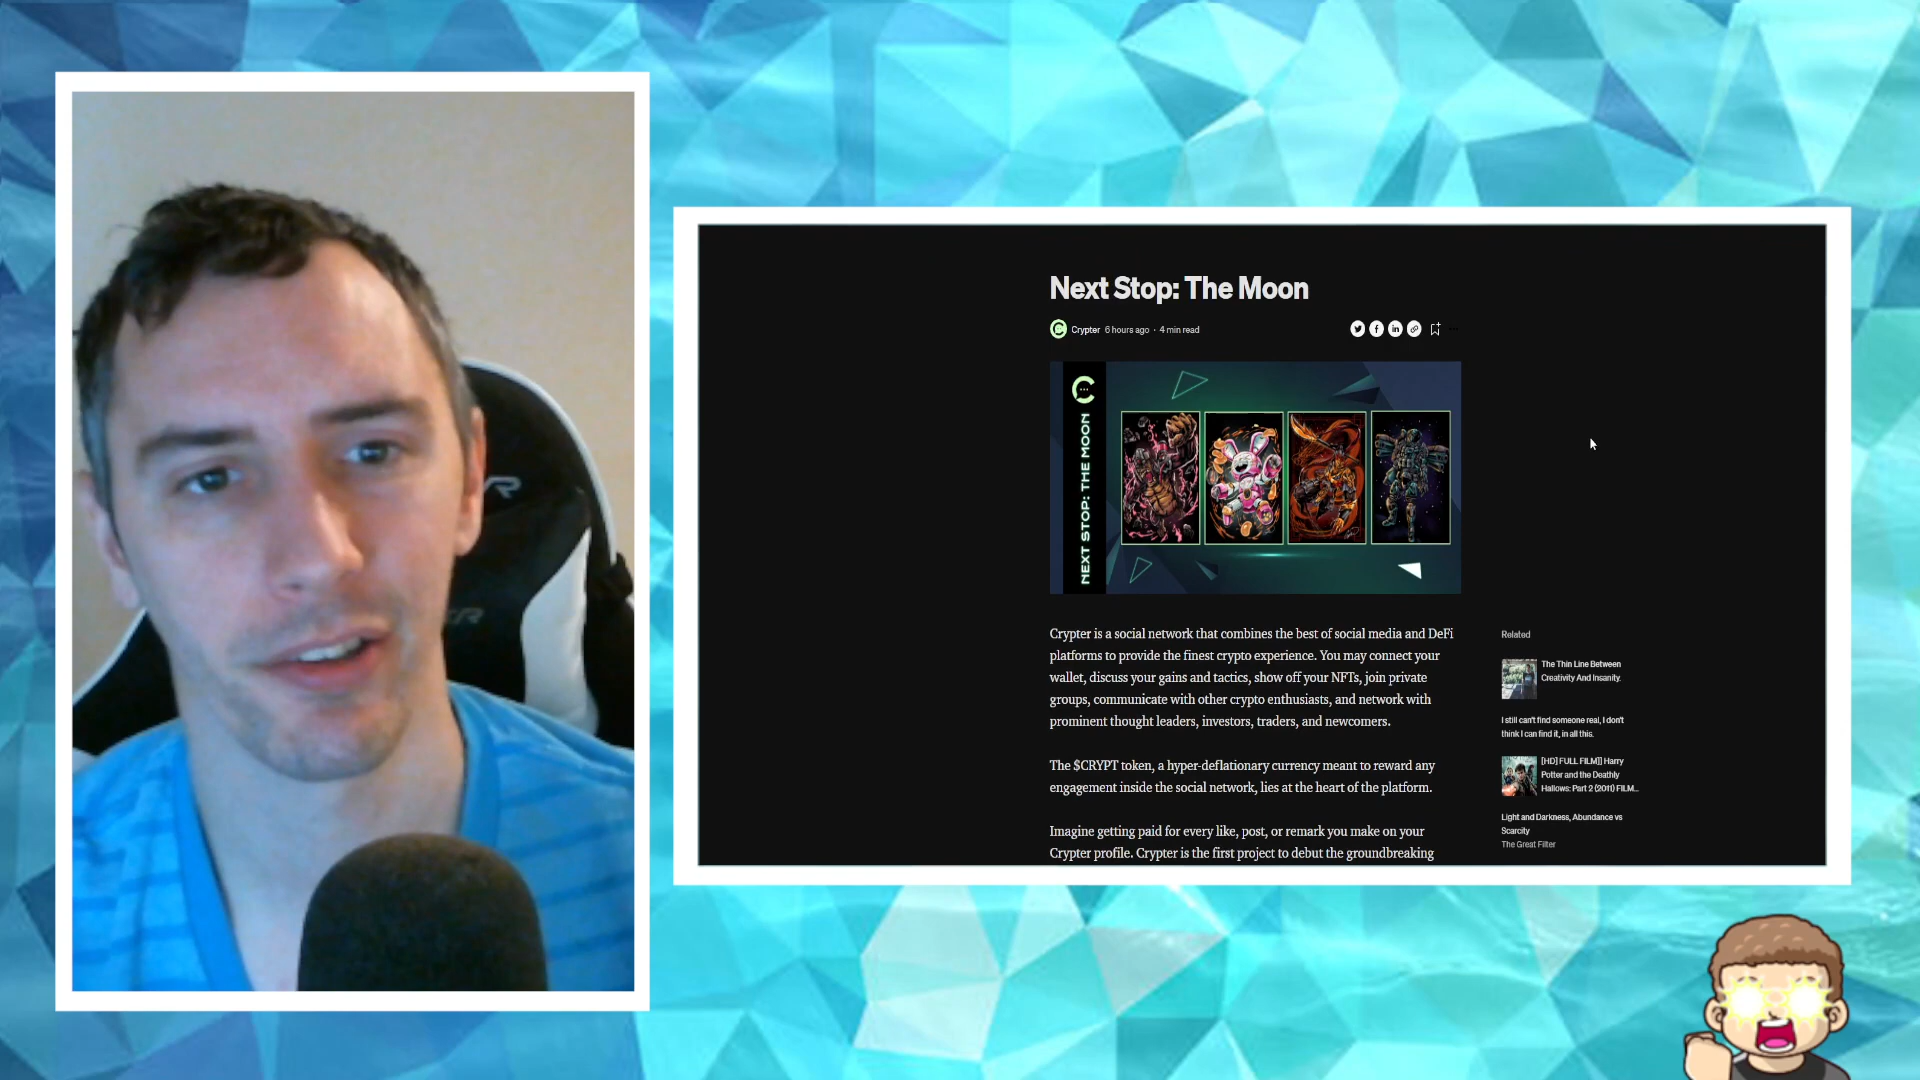 Next Stop: The Moon
Crypter 6 hours ago · 4 min read
NEXT STOP: THE MOON
Crypter is a social network that combines the best of social media and DeFi
platforms to provide the finest crypto experience. You may connect your
wallet, discuss your gains and tactics, show off your NFTs, join private
groups, communicate with other crypto enthusiasts, and network with
prominent thought leaders, investors, traders, and newcomers.
The $CRYPT token, a hyper-deflationary currency meant to reward any
engagement inside the social network, lies at the heart of the platform.
Imagine getting paid for every like, post, or remark you make on your
Crypter profile. Crypter is the first project to debut the groundbreaking
Related
The Thin Line Between
Creativity And Insanity.
I still can't find someone real, I don't
think I can find it, in all this.
[HD] FULL FILM]] Harry
Potter and the Deathly
Hallows: Part 2 (2011) FILM...
Light and Darkness, Abundance vs
Scarcity
The Great Filter